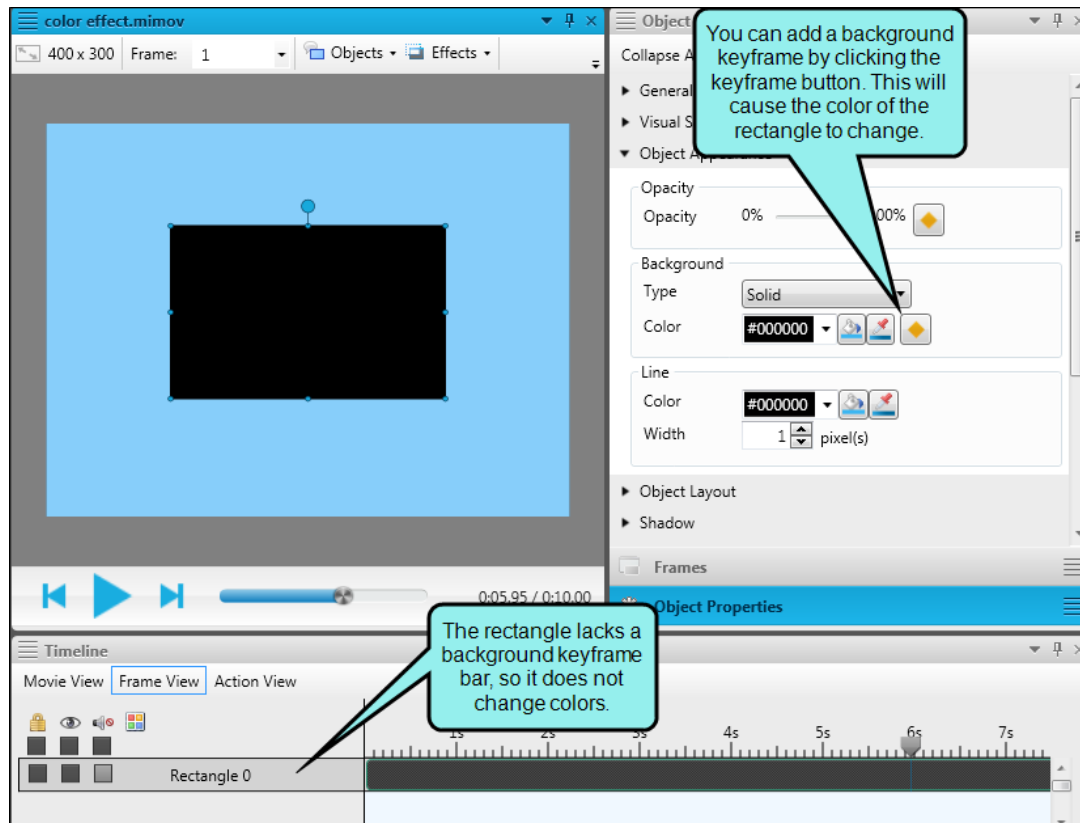 color effect.mimov
400 x 300 Frame: 1 Objects Effects
Object
Collapse A
General
Visual S
Object Appearance
You can add a background
keyframe by clicking the
keyframe button. This will
cause the color of the
rectangle to change.
Opacity
Opacity 0% 00%
Background
Type Solid
Color #000000
Line
Color #000000
Width 1 pixel(s)
Object Layout
Shadow
Frames
Object Properties
0:05.95 / 0:10.00
The rectangle lacks a
background keyframe
bar, so it does not
change colors.
Timeline
Movie View Frame View Action View
1s 2s 3s 4s 5s 6s 7s
Rectangle 0